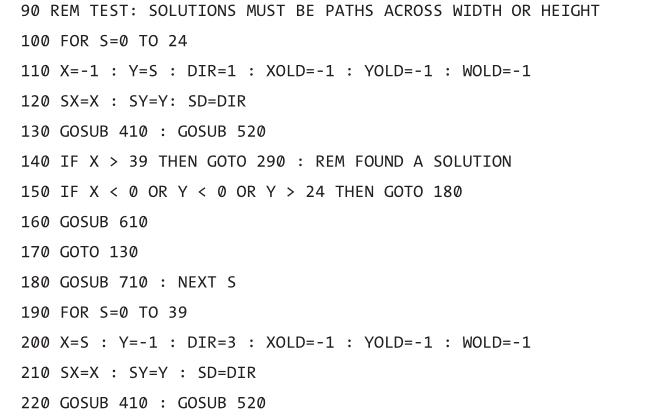 90 REM TEST: SOLUTIONS MUST BE PATHS ACROSS WIDTH OR HEIGHT
100 FOR S=0 TO 24
110 X=-1 : Y=S : DIR=1 : XOLD=-1 : YOLD=-1 : WOLD=-1
120 SX=X : SY=Y: SD=DIR
130 GOSUB 410 : GOSUB 520
140 IF X > 39 THEN GOTO 290 : REM FOUND A SOLUTION
150 IF X < 0 OR Y < 0 OR Y > 24 THEN GOTO 180
160 GOSUB 610
170 GOTO 130
180 GOSUB 710 : NEXT S
190 FOR S=0 TO 39
200 X=S : Y=-1 : DIR=3 : XOLD=-1 : YOLD=-1 : WOLD=-1
210 SX=X : SY=Y : SD=DIR
220 GOSUB 410 : GOSUB 520